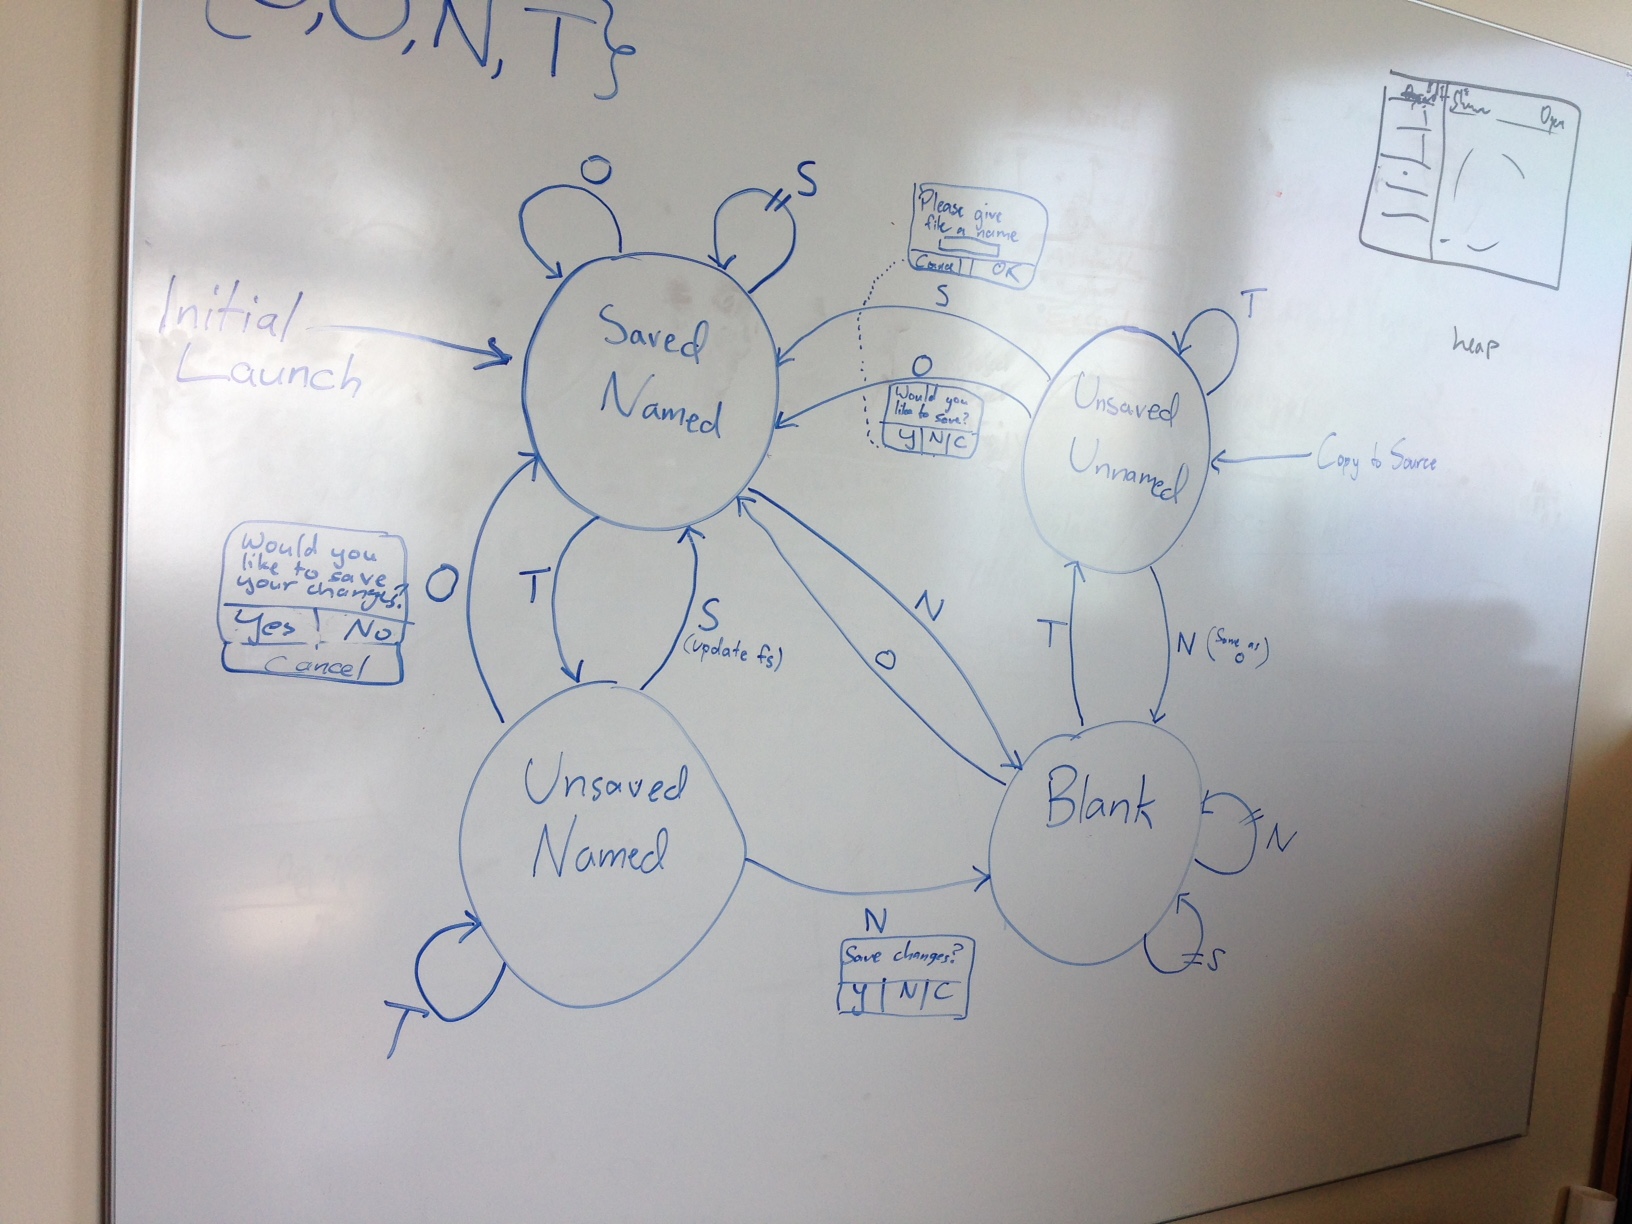 O, N, T}
O
S
Please give
file a name
Cancel | OK
Open
Initial
Launch
Saved
Named
S
O
Would you
like to save?
Y|N|C
T
Unsaved
Unnamed
heap
Copy to Source
Would you
like to save
your changes?
Yes | No
Cancel
O
T
S
(update fs)
N
O
T
N (Same as
O)
Unsaved
Named
Blank
N
S
T
N
Save changes?
Y | N | C